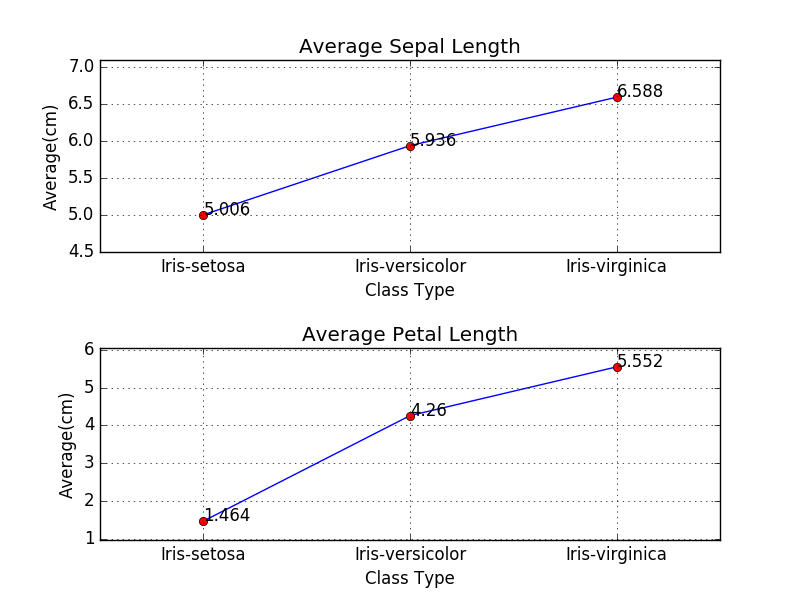 Average Sepal Length
7.0
6.5
6.0
5.5
5.0
4.5
Average(cm)
5.006
5.936
6.588
Iris-setosa Iris-versicolor Iris-virginica
Class Type
Average Petal Length
6
5
4
3
2
1
Average(cm)
1.464
4.26
5.552
Iris-setosa Iris-versicolor Iris-virginica
Class Type